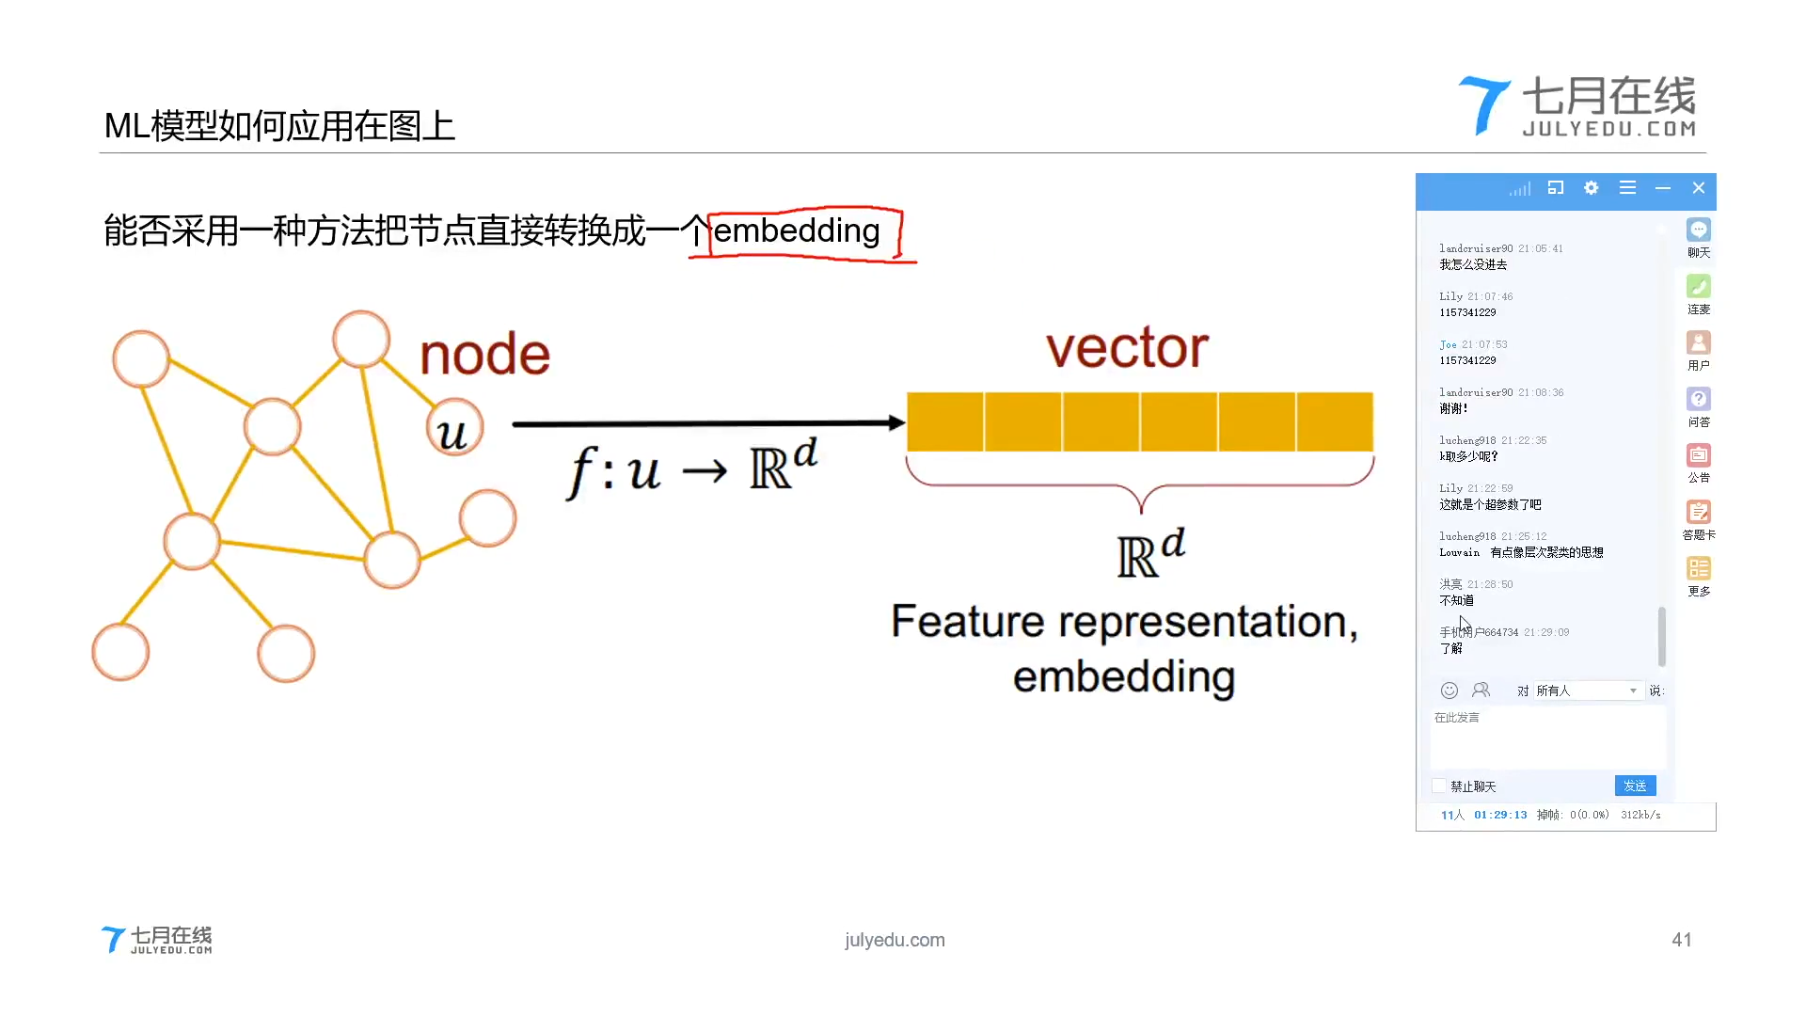 七月在线
JULYEDU.COM
ML模型如何应用在图上
能否采用一种方法把节点直接转换成一个embedding
node
u
f: u → ℝᵈ
vector
ℝᵈ
Feature representation,
embedding
landcruiser90 21:05:41
我怎么没进去
Lily 21:07:46
1157341229
Joe 21:07:53
1157341229
landcruiser90 21:08:36
谢谢!
lucheng918 21:22:35
k取多少呢?
Lily 21:22:59
这就是个超参数了吧
lucheng918 21:25:12
Louvain 有点像层次聚类的思想
洪亮 21:28:50
不知道
手机用户664734 21:29:09
了解
对 所有人 说:
在此发言
禁止聊天
发送
11人 01:29:13 掉帧: 0(0.0%) 312kb/s
聊天
连麦
用户
问答
公告
答题卡
更多
七月在线
JULYEDU.COM
julyedu.com
41